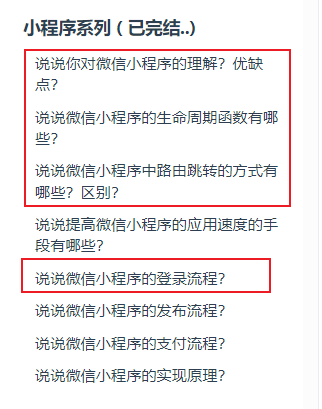 小程序系列 ( 已完结..)
说说你对微信小程序的理解？优缺
点？
说说微信小程序的生命周期函数有哪
些？
说说微信小程序中路由跳转的方式有
哪些？区别？
说说提高微信小程序的应用速度的手
段有哪些？
说说微信小程序的登录流程？
说说微信小程序的发布流程？
说说微信小程序的支付流程？
说说微信小程序的实现原理？